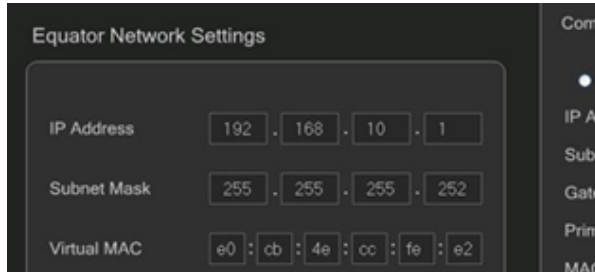 Equator Network Settings
IP Address 192 . 168 . 10 . 1
Subnet Mask 255 . 255 . 255 . 252
Virtual MAC e0 : cb : 4e : cc : fe : e2
Com
IP A
Sub
Gate
Prim
MAC